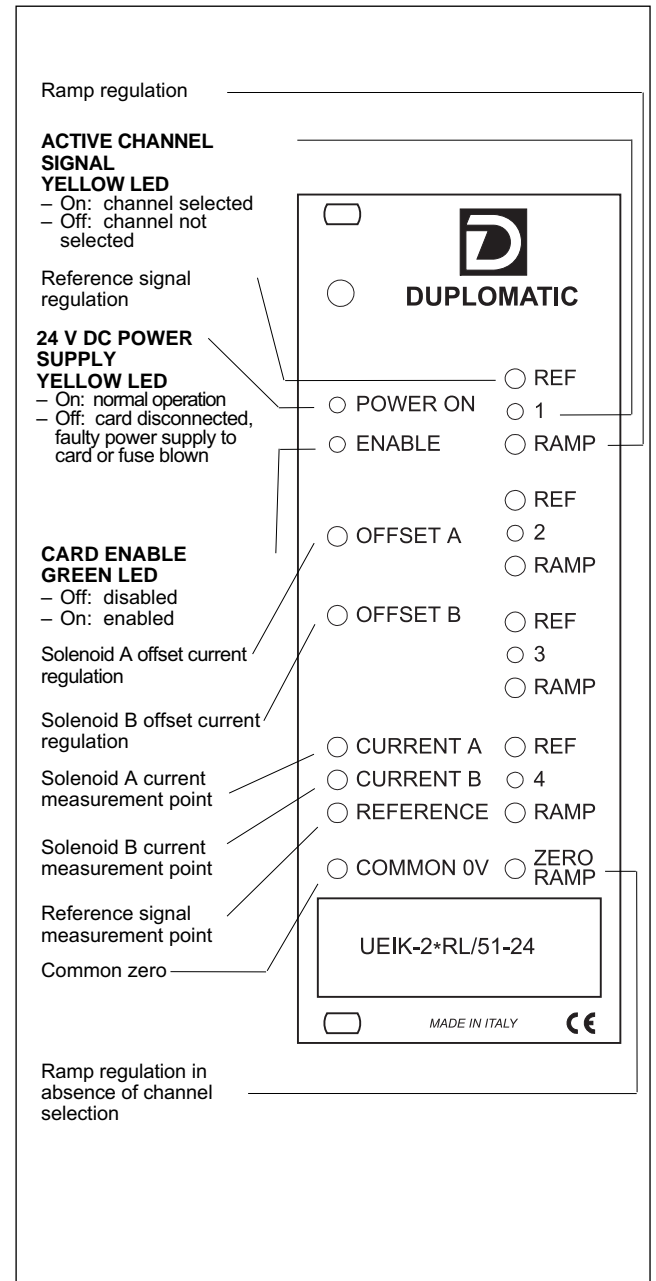 Ramp regulation
ACTIVE CHANNEL
SIGNAL
YELLOW LED
– On: channel selected
– Off: channel not
selected
Reference signal
regulation
24 V DC POWER
SUPPLY
YELLOW LED
– On: normal operation
– Off: card disconnected,
faulty power supply to
card or fuse blown
CARD ENABLE
GREEN LED
– Off: disabled
– On: enabled
Solenoid A offset current
regulation
Solenoid B offset current
regulation
Solenoid A current
measurement point
Solenoid B current
measurement point
Reference signal
measurement point
Common zero
Ramp regulation in
absence of channel
selection
D
DUPLOMATIC
POWER ON
ENABLE
OFFSET A
OFFSET B
CURRENT A
CURRENT B
REFERENCE
COMMON 0V
REF
1
RAMP
REF
2
RAMP
REF
3
RAMP
REF
4
RAMP
ZERO
RAMP
UEIK-2*RL/51-24
MADE IN ITALY
CE